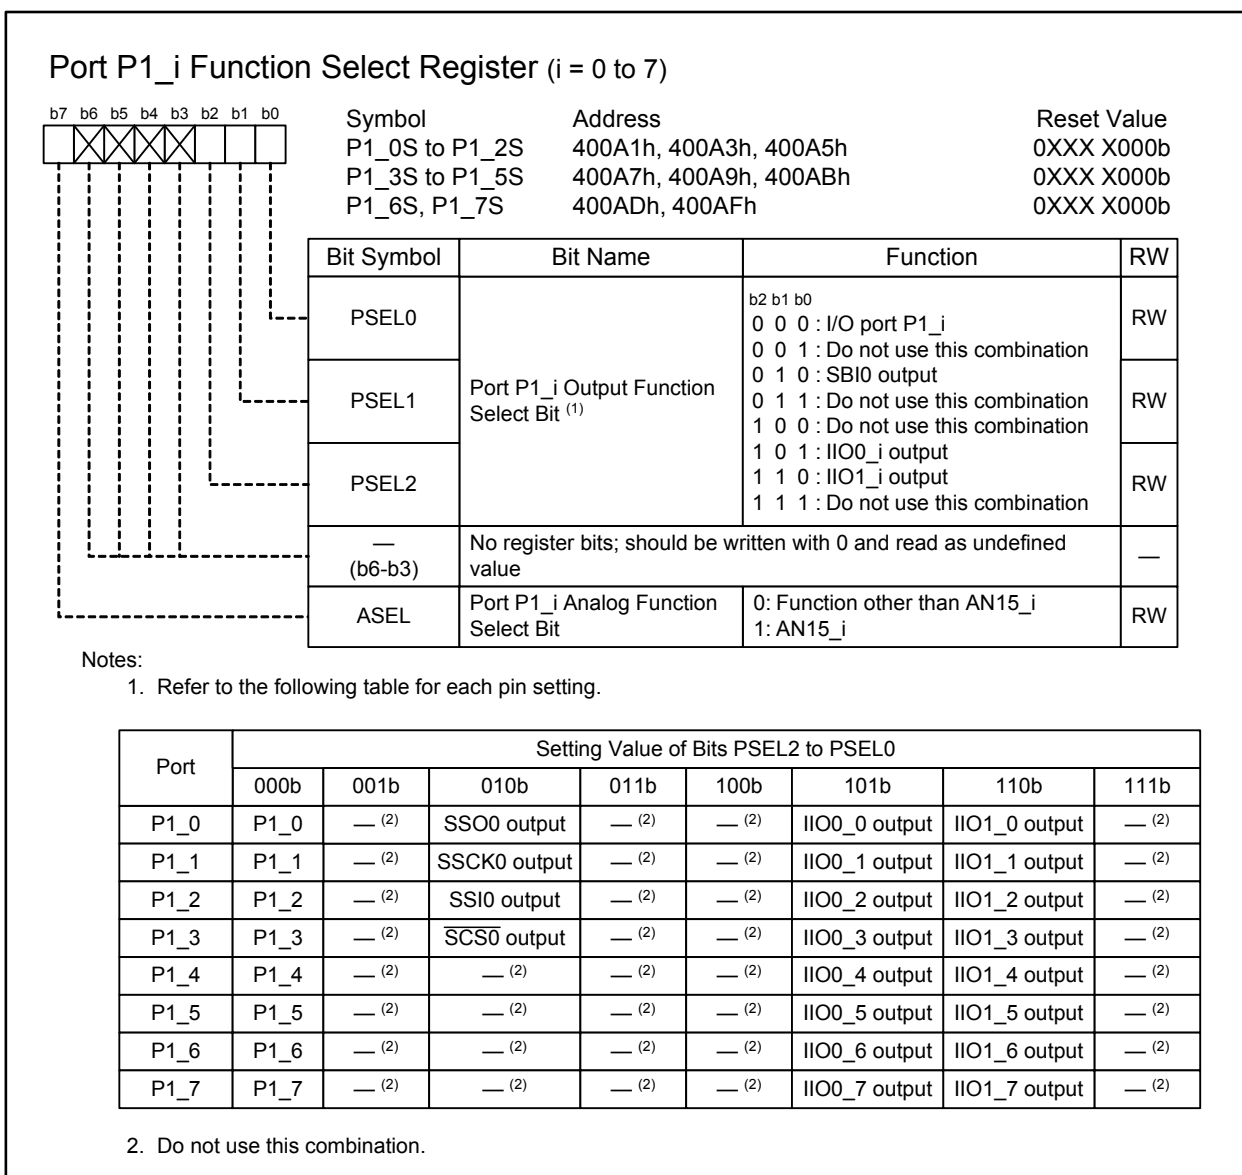 Port P1_i Function Select Register (i = 0 to 7)
b7 b6 b5 b4 b3 b2 b1 b0
Symbol Address Reset Value
P1_0S to P1_2S 400A1h, 400A3h, 400A5h 0XXX X000b
P1_3S to P1_5S 400A7h, 400A9h, 400ABh 0XXX X000b
P1_6S, P1_7S 400ADh, 400AFh 0XXX X000b
Bit Symbol Bit Name Function RW
PSEL0 RW
PSEL1 RW
PSEL2 RW
Port P1_i Output Function
Select Bit (1)
b2 b1 b0
0 0 0 : I/O port P1_i
0 0 1 : Do not use this combination
0 1 0 : SBI0 output
0 1 1 : Do not use this combination
1 0 0 : Do not use this combination
1 0 1 : IIO0_i output
1 1 0 : IIO1_i output
1 1 1 : Do not use this combination
—
(b6-b3)
No register bits; should be written with 0 and read as undefined
value
—
ASEL
Port P1_i Analog Function
Select Bit
0: Function other than AN15_i
1: AN15_i
RW
Notes:
1. Refer to the following table for each pin setting.
Port Setting Value of Bits PSEL2 to PSEL0
000b 001b 010b 011b 100b 101b 110b 111b
P1_0 P1_0 — (2) SSO0 output — (2) — (2) IIO0_0 output IIO1_0 output — (2)
P1_1 P1_1 — (2) SSCK0 output — (2) — (2) IIO0_1 output IIO1_1 output — (2)
P1_2 P1_2 — (2) SSI0 output — (2) — (2) IIO0_2 output IIO1_2 output — (2)
P1_3 P1_3 — (2) SCS0 output — (2) — (2) IIO0_3 output IIO1_3 output — (2)
P1_4 P1_4 — (2) — (2) — (2) — (2) IIO0_4 output IIO1_4 output — (2)
P1_5 P1_5 — (2) — (2) — (2) — (2) IIO0_5 output IIO1_5 output — (2)
P1_6 P1_6 — (2) — (2) — (2) — (2) IIO0_6 output IIO1_6 output — (2)
P1_7 P1_7 — (2) — (2) — (2) — (2) IIO0_7 output IIO1_7 output — (2)
2. Do not use this combination.